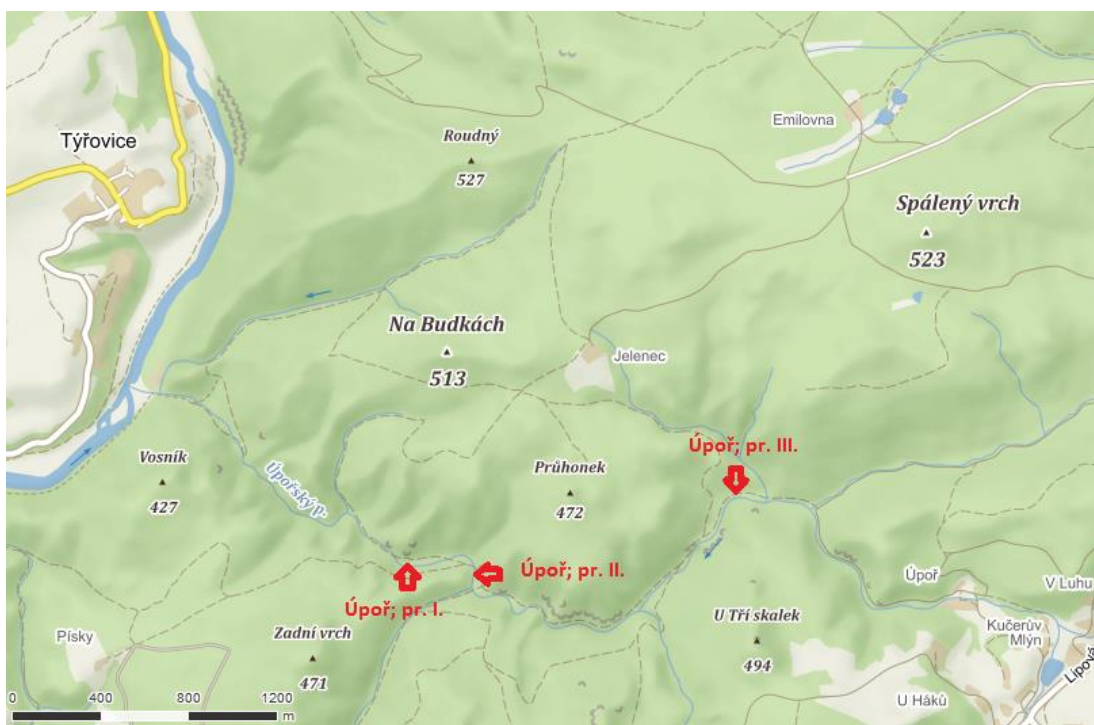 Týřovice
Roudný
527
Emilovna
Spálený vrch
523
Na Budkách
513
Jelenec
Vosník
427
Úpořský p.
Průhonek
472
Úpoř; pr. III.
Úpoř; pr. II.
Úpoř; pr. I.
Zadní vrch
471
Písky
U Tří skalek
494
Úpoř
V Luhu
Kučerův
Mlýn
Lipová
U Háků
0 400 800 1200
m